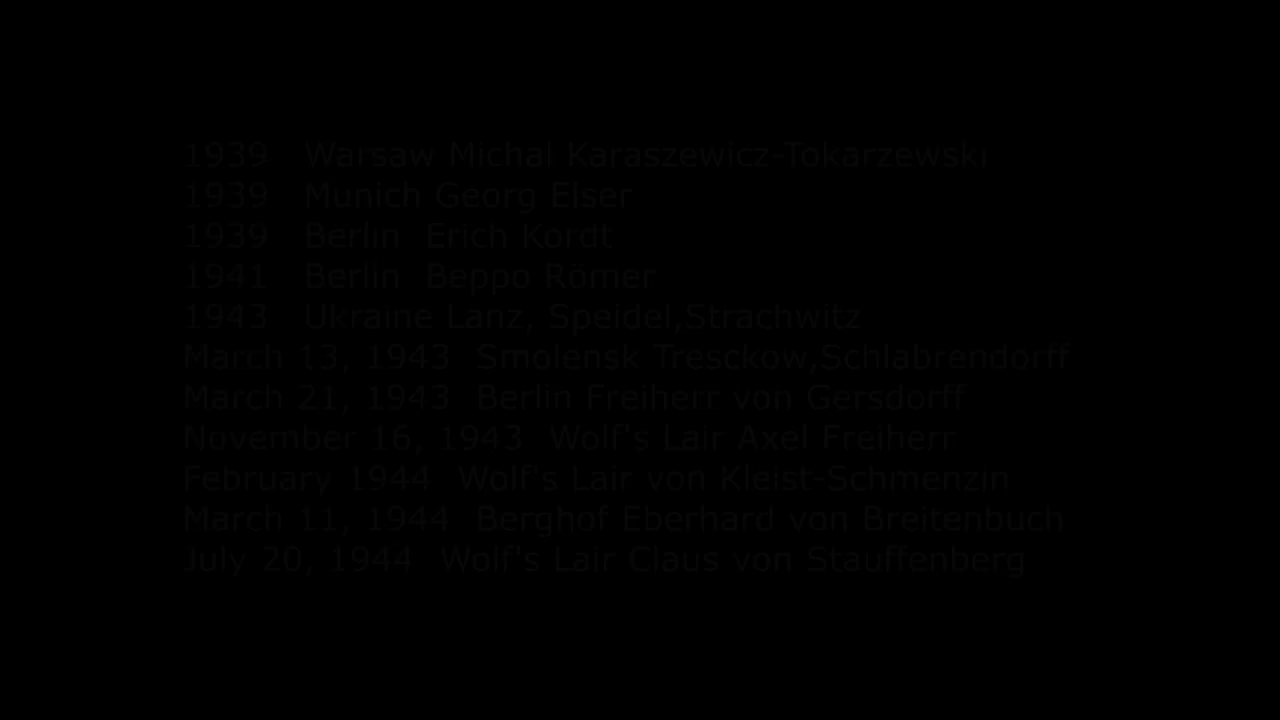 1939 Warsaw Michal Karaszewicz-Tokarzewski
1939 Munich Georg Elser
1939 Berlin Erich Kordt
1941 Berlin Beppo Römer
1943 Ukraine Lanz, Speidel,Strachwitz
March 13, 1943 Smolensk Tresckow,Schlabrendorff
March 21, 1943 Berlin Freiherr von Gersdorff
November 16, 1943 Wolf's Lair Axel Freiherr
February 1944 Wolf's Lair von Kleist-Schmenzin
March 11, 1944 Berghof Eberhard von Breitenbuch
July 20, 1944 Wolf's Lair Claus von Stauffenberg